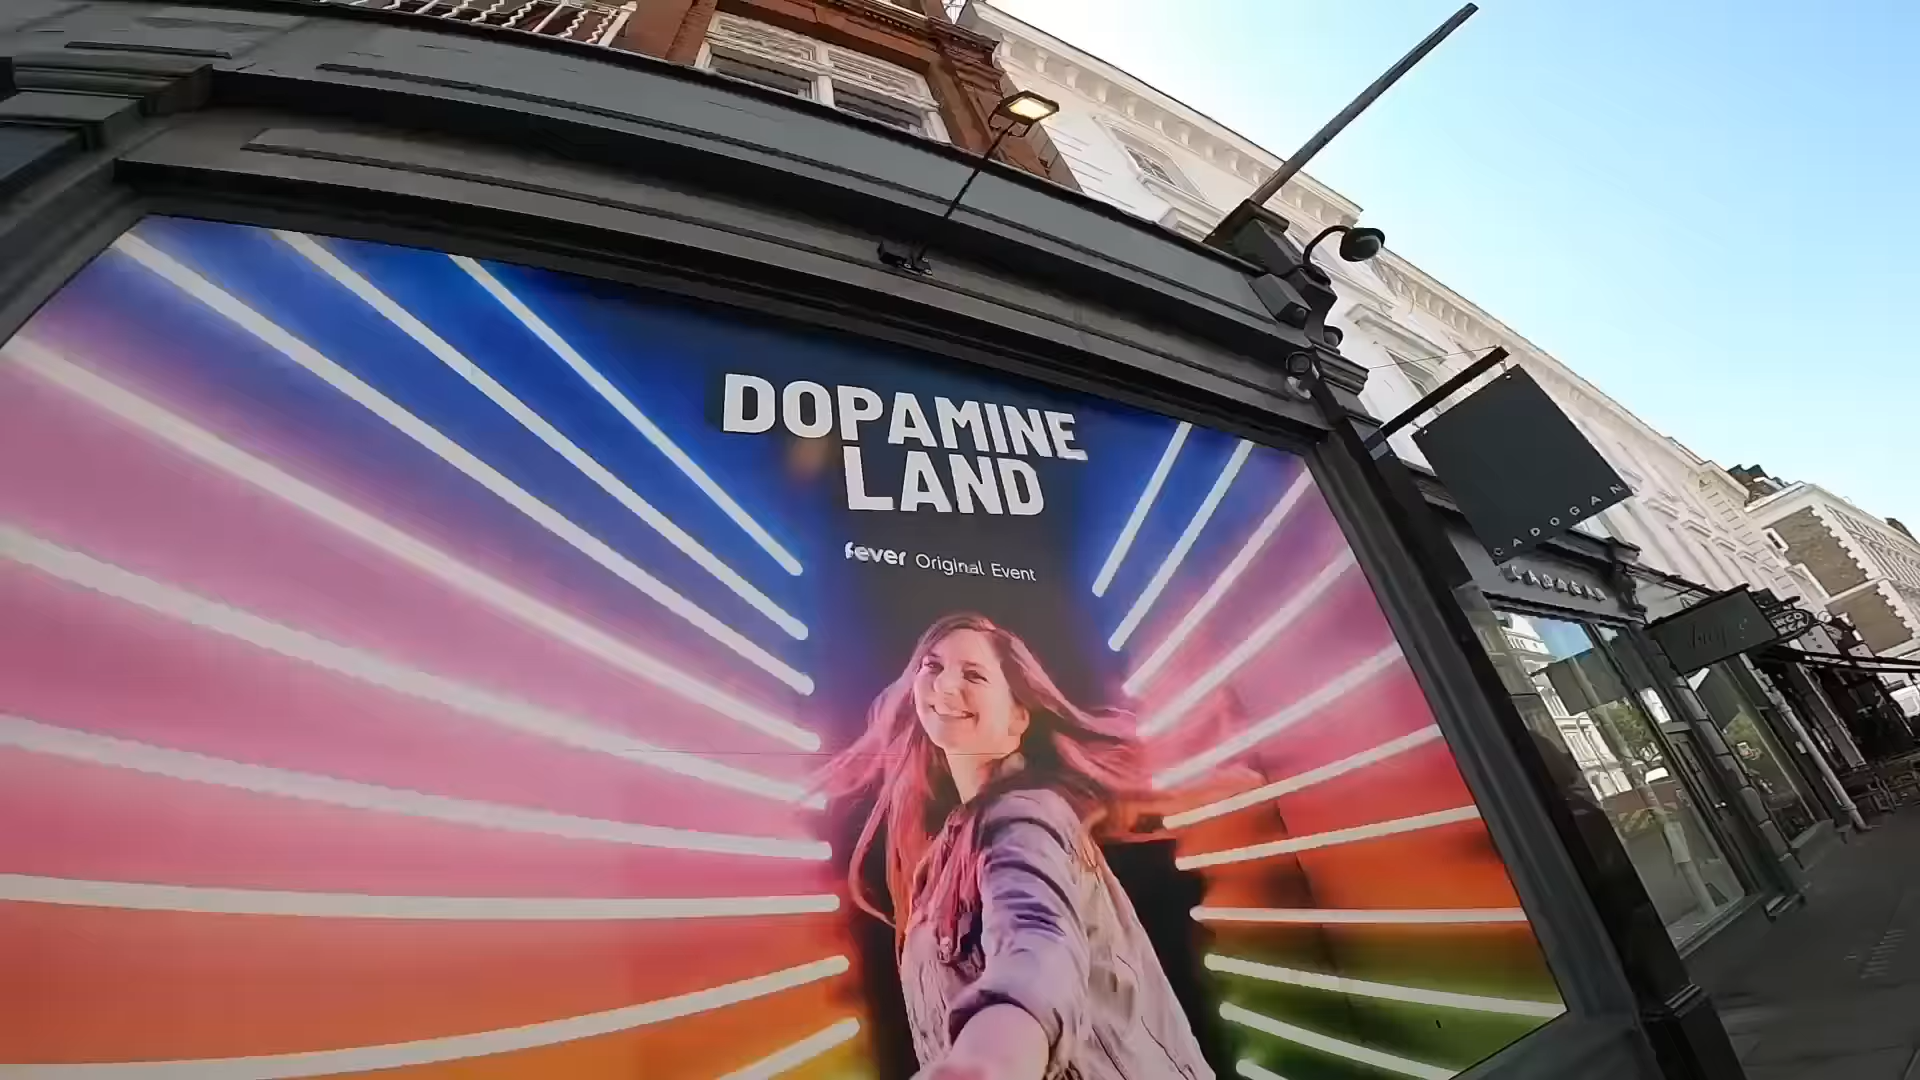 DOPAMINE
LAND
fever Original Event
CADOGAN
CADOGAN